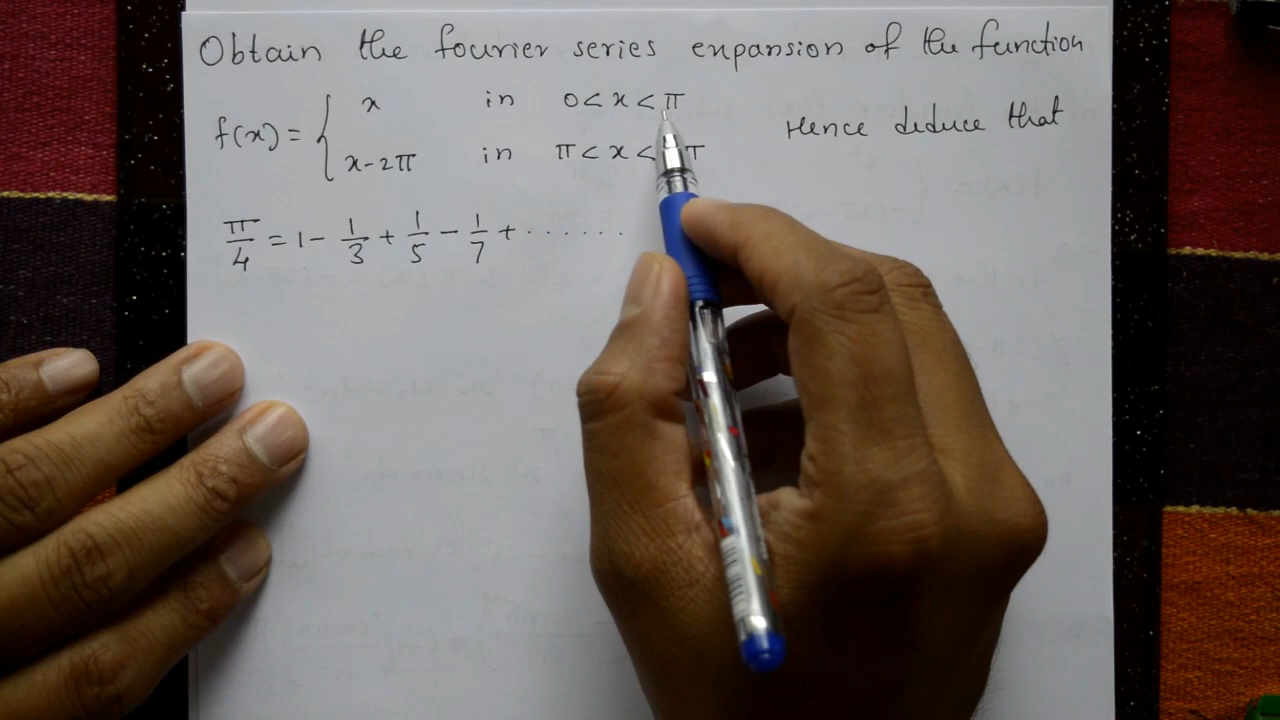 Obtain the fourier series expansion of the function
f(x) = { x in 0 < x < π
x - 2π in π < x < π
Hence deduce that
π/4 = 1 - 1/3 + 1/5 - 1/7 + .......